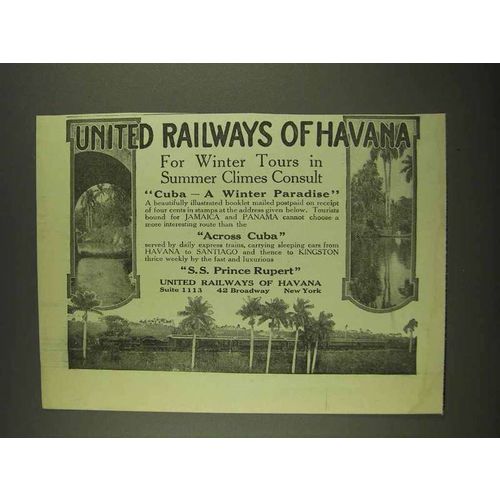 UNITED RAILWAYS OF HAVANA
For Winter Tours in
Summer Climes Consult
"Cuba — A Winter Paradise"
A beautifully illustrated booklet mailed postpaid on receipt
of four cents in stamps at the address given below. Tourists
bound for JAMAICA and PANAMA cannot choose a
more interesting route than the
"Across Cuba"
served by daily express trains, carrying sleeping cars from
HAVANA to SANTIAGO and thence to KINGSTON
thrice weekly by the fast and luxurious
"S.S. Prince Rupert"
UNITED RAILWAYS OF HAVANA
Suite 1113 42 Broadway New York